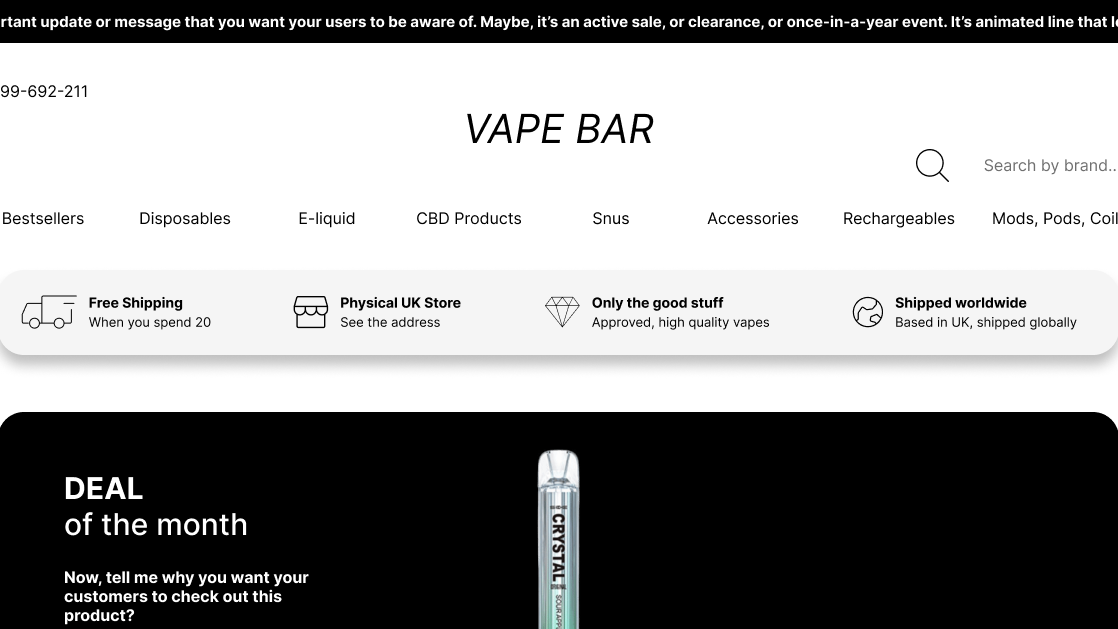 rtant update or message that you want your users to be aware of. Maybe, it’s an active sale, or clearance, or once-in-a-year event. It’s animated line that l
99-692-211
VAPE BAR
Search by brand..
Bestsellers Disposables E-liquid CBD Products Snus Accessories Rechargeables Mods, Pods, Coil
Free Shipping Physical UK Store Only the good stuff Shipped worldwide
When you spend 20 See the address Approved, high quality vapes Based in UK, shipped globally
DEAL
of the month
Now, tell me why you want your
customers to check out this
product?
CRYSTAL
SOUR APP